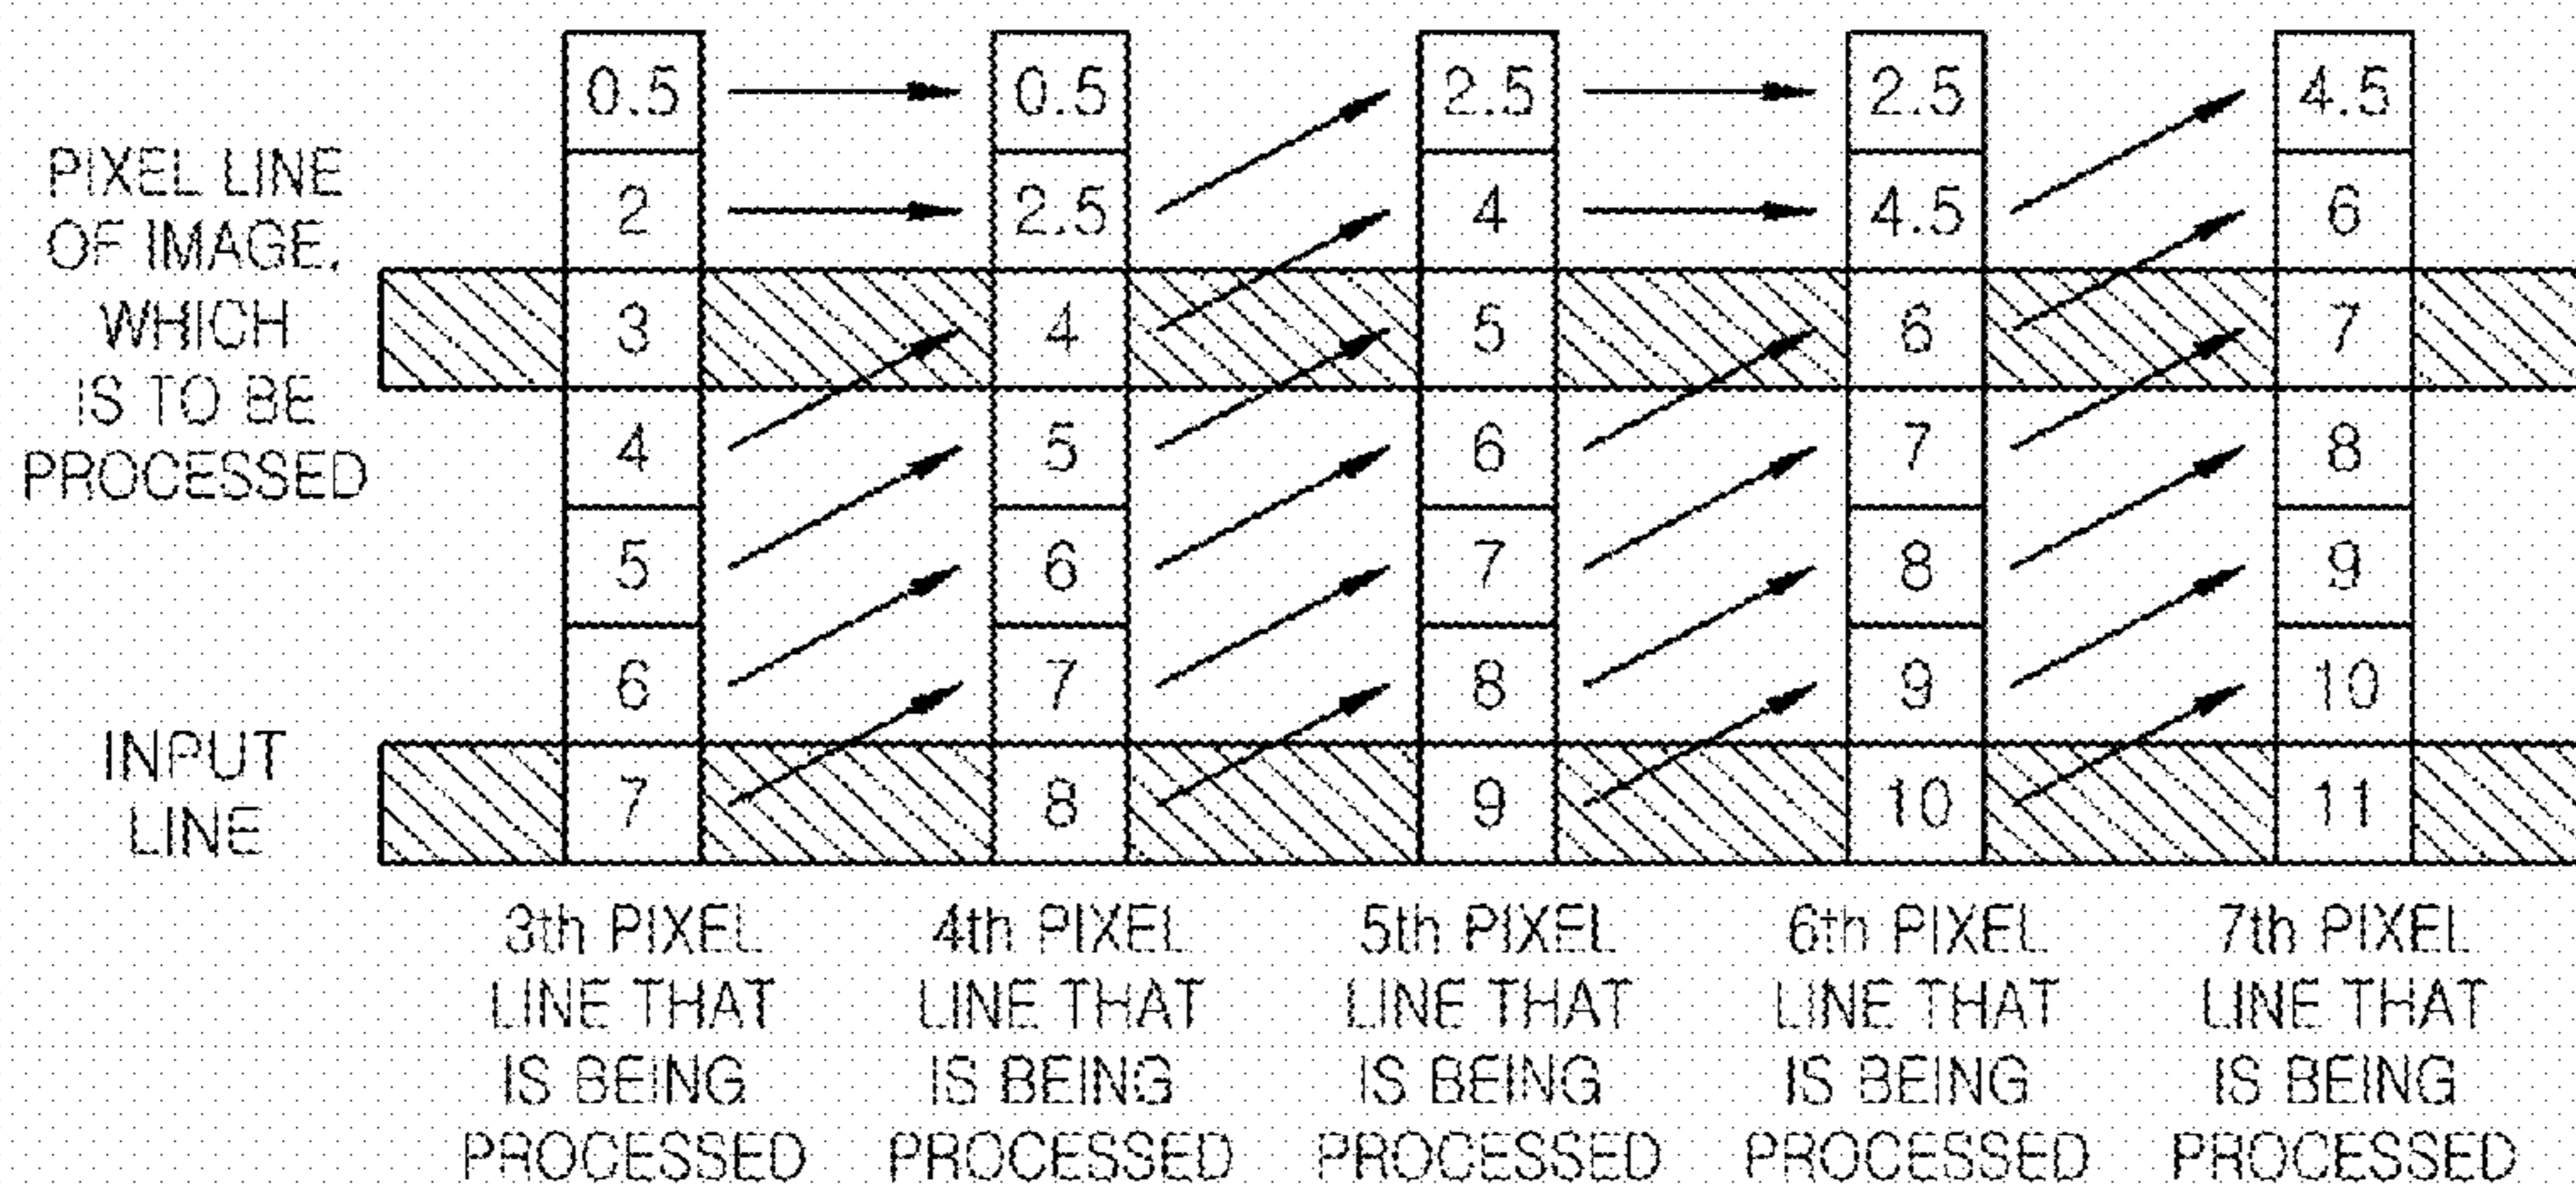 0.5 0.5 2.5 2.5 4.5
PIXEL LINE
OF IMAGE,
WHICH
IS TO BE
PROCESSED
2 2.5 4 4.5 6
3 4 5 6 7
4 5 6 7 8
5 6 7 8 9
6 7 8 9 10
INPUT
LINE
7 8 9 10 11
3th PIXEL
LINE THAT
IS BEING
PROCESSED
4th PIXEL
LINE THAT
IS BEING
PROCESSED
5th PIXEL
LINE THAT
IS BEING
PROCESSED
6th PIXEL
LINE THAT
IS BEING
PROCESSED
7th PIXEL
LINE THAT
IS BEING
PROCESSED